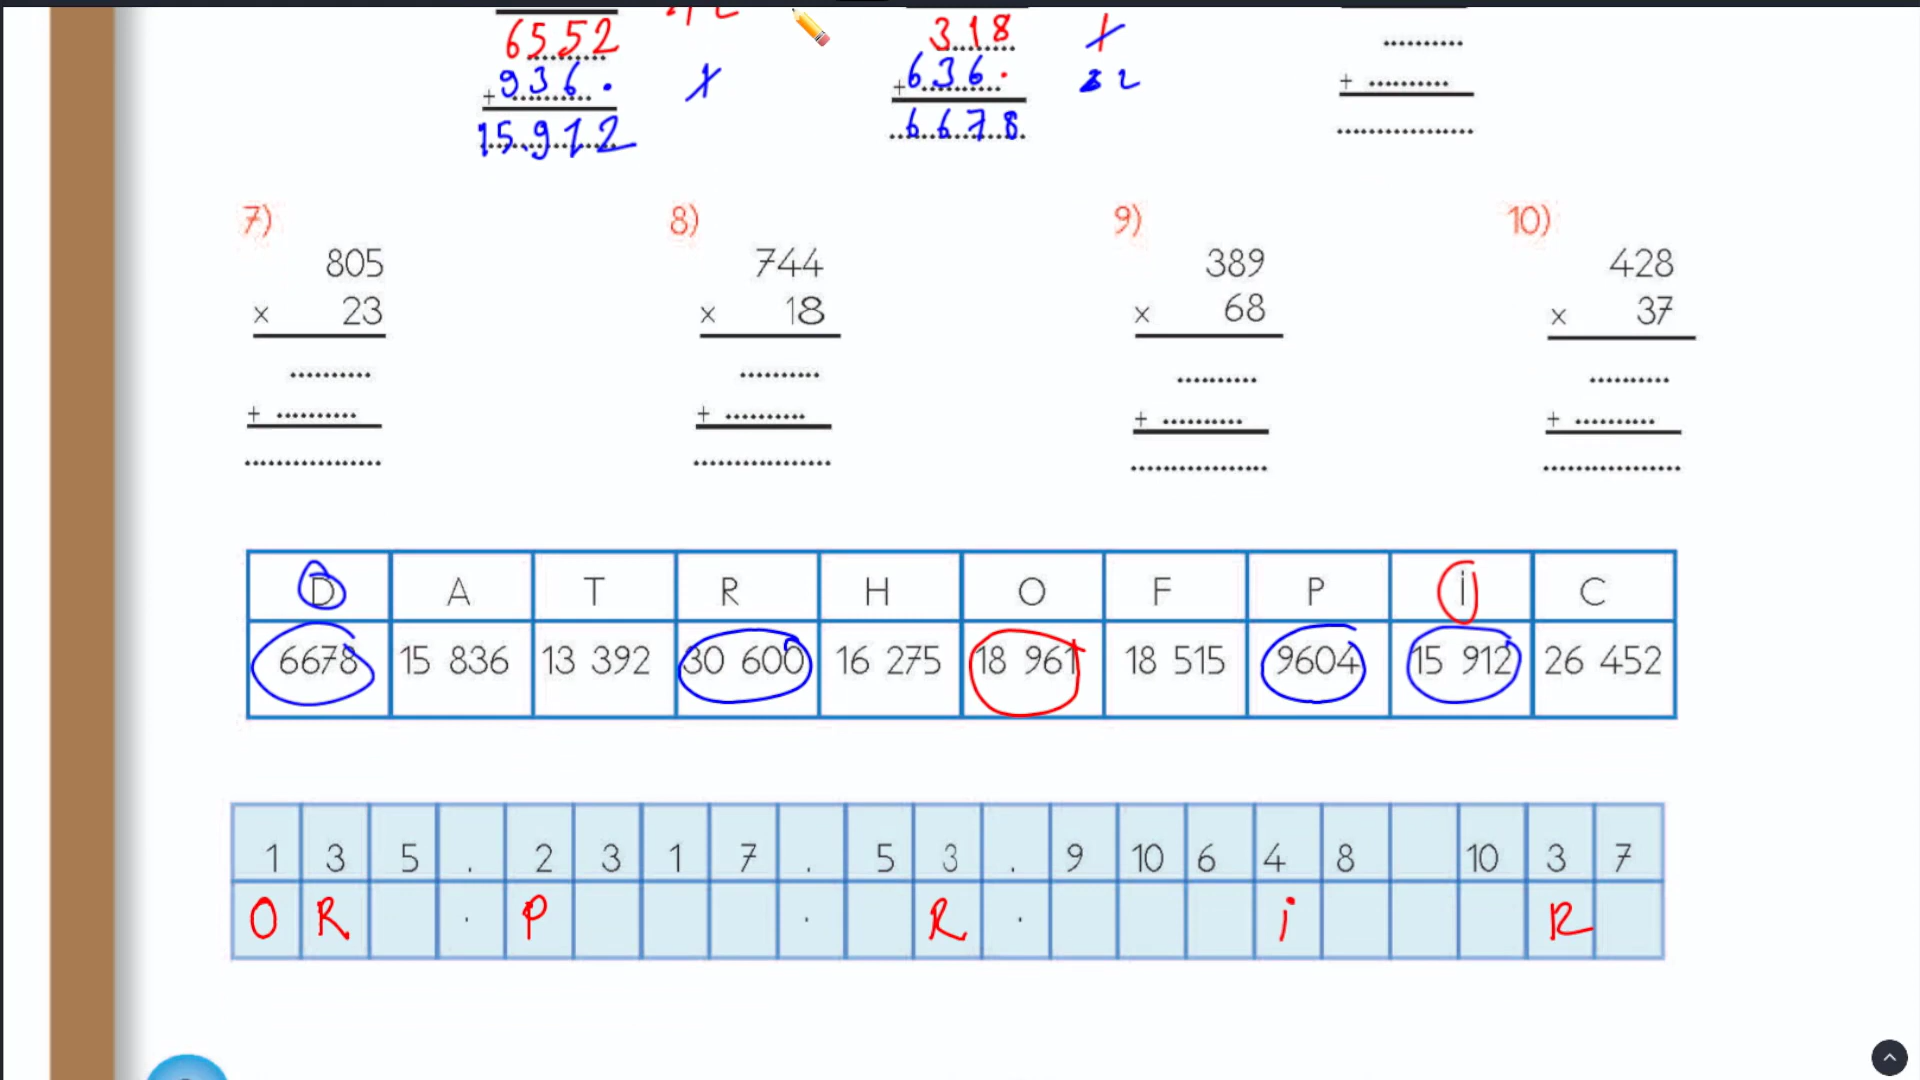 6552
318
+ 936.
+ 636.
+
15.912
6678
7) 8) 9) 10)
805 744 389 428
x 23 x 18 x 68 x 37
+ + + +
D A T R H O F P İ C
6678 15 836 13 392 30 600 16 275 18 961 18 515 9604 15 912 26 452
1 3 5 . 2 3 1 7 . 5 3 . 9 10 6 4 8 10 3 7
O R . P . R . i R